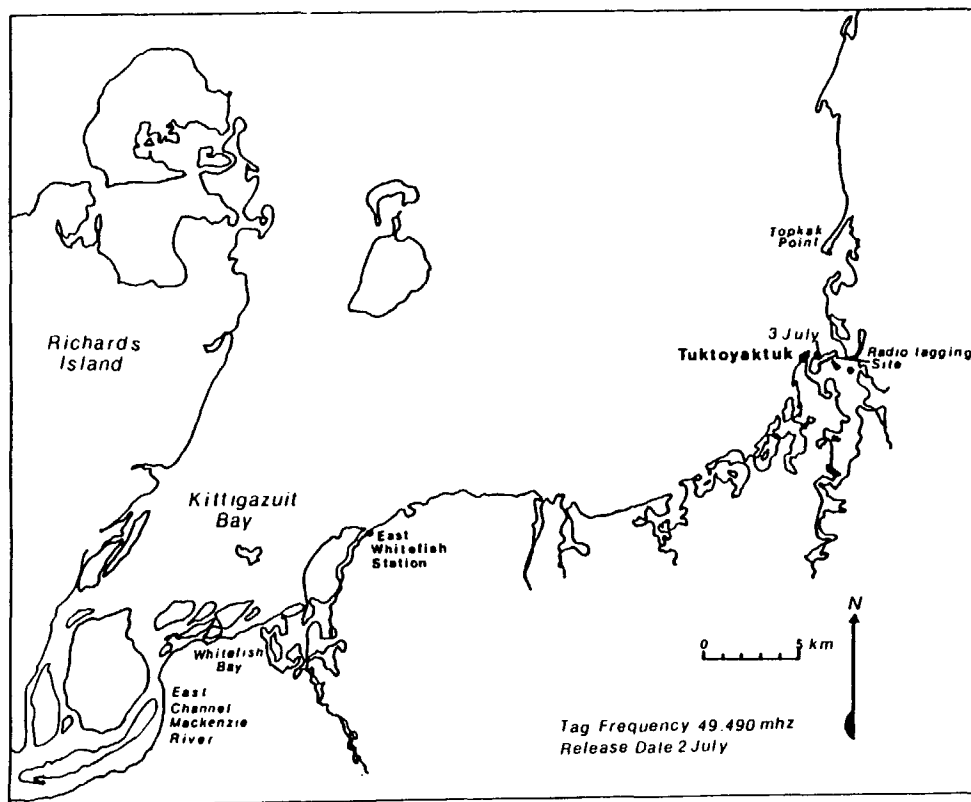 Topkak
Point
3 July
Tuktoyaktuk
Radio tagging
Site
Richards
Island
Kittigazuit
Bay
East
Whitefish
Station
Whitefish
Bay
East
Channel
Mackenzie
River
N
0 5 km
Tag Frequency 49.490 mhz
Release Date 2 July